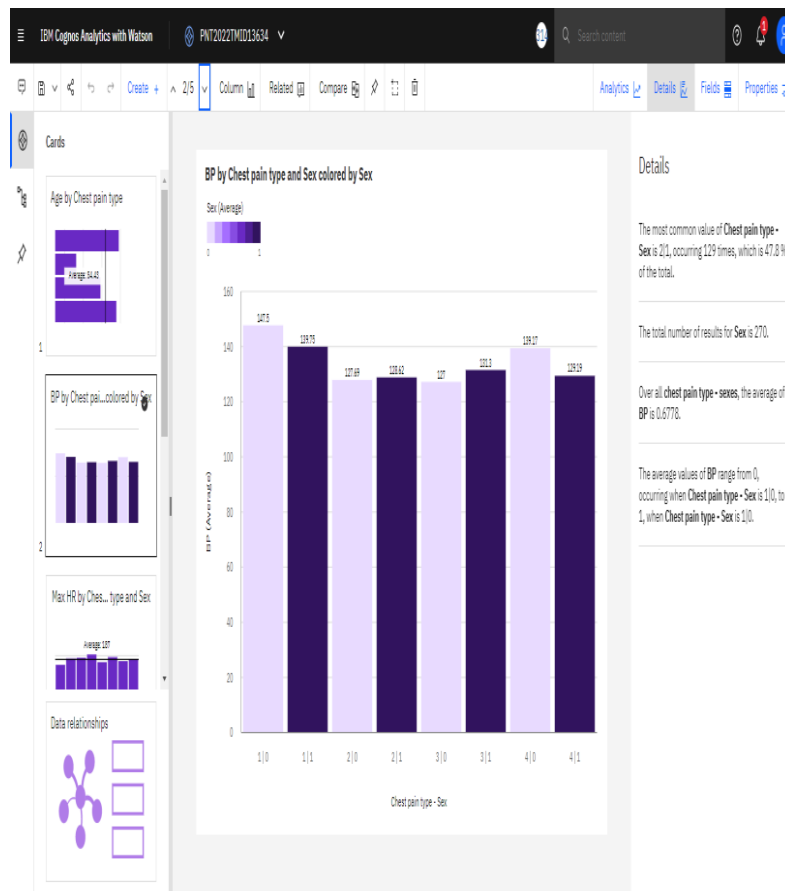 IBM Cognos Analytics with Watson
PNT2022TMID13634
Search content
1
Create +
2/5
Column
Related
Compare
Analytics
Details
Fields
Properties
Cards
Age by Chest pain type
Average: 54.43
1
BP by Chest pai...colored by Sex
2
Max HR by Ches... type and Sex
Average: 187
Data relationships
BP by Chest pain type and Sex colored by Sex
Sex (Average)
0 1
160
140
120
100
80
60
40
20
0
BP (Average)
147.5
139.75
127.69
128.62
127
131.3
139.17
129.19
1|0 1|1 2|0 2|1 3|0 3|1 4|0 4|1
Chest pain type - Sex
Details
The most common value of Chest pain type -
Sex is 2|1, occurring 129 times, which is 47.8 %
of the total.
The total number of results for Sex is 270.
Over all chest pain type - sexes, the average of
BP is 0.6778.
The average values of BP range from 0,
occurring when Chest pain type - Sex is 1|0, to
1, when Chest pain type - Sex is 1|0.